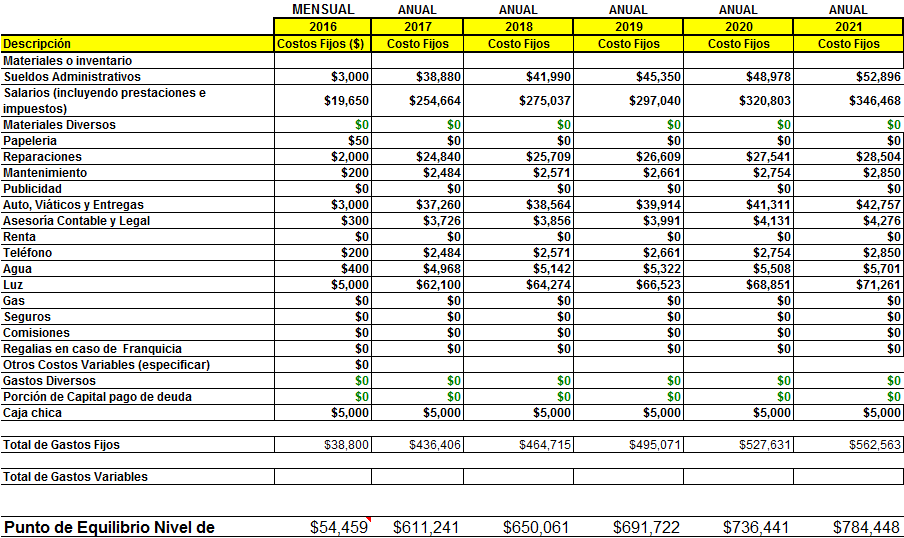 MENSUAL ANUAL ANUAL ANUAL ANUAL ANUAL
2016 2017 2018 2019 2020 2021
Descripción Costos Fijos ($) Costo Fijos Costo Fijos Costo Fijos Costo Fijos Costo Fijos
Materiales o inventario
Sueldos Administrativos $3,000 $38,880 $41,990 $45,350 $48,978 $52,896
Salarios (incluyendo prestaciones e
impuestos) $19,650 $254,664 $275,037 $297,040 $320,803 $346,468
Materiales Diversos $0 $0 $0 $0 $0 $0
Papeleria $50 $0 $0 $0 $0 $0
Reparaciones $2,000 $24,840 $25,709 $26,609 $27,541 $28,504
Mantenimiento $200 $2,484 $2,571 $2,661 $2,754 $2,850
Publicidad $0 $0 $0 $0 $0 $0
Auto, Viáticos y Entregas $3,000 $37,260 $38,564 $39,914 $41,311 $42,757
Asesoría Contable y Legal $300 $3,726 $3,856 $3,991 $4,131 $4,276
Renta $0 $0 $0 $0 $0 $0
Teléfono $200 $2,484 $2,571 $2,661 $2,754 $2,850
Agua $400 $4,968 $5,142 $5,322 $5,508 $5,701
Luz $5,000 $62,100 $64,274 $66,523 $68,851 $71,261
Gas $0 $0 $0 $0 $0 $0
Seguros $0 $0 $0 $0 $0 $0
Comisiones $0 $0 $0 $0 $0 $0
Regalias en caso de Franquicia $0 $0 $0 $0 $0 $0
Otros Costos Variables (especificar) $0
Gastos Diversos $0 $0 $0 $0 $0 $0
Porción de Capital pago de deuda $0 $0 $0 $0 $0 $0
Caja chica $5,000 $5,000 $5,000 $5,000 $5,000 $5,000
Total de Gastos Fijos $38,800 $436,406 $464,715 $495,071 $527,631 $562,563
Total de Gastos Variables
Punto de Equilibrio Nivel de $54,459 $611,241 $650,061 $691,722 $736,441 $784,448